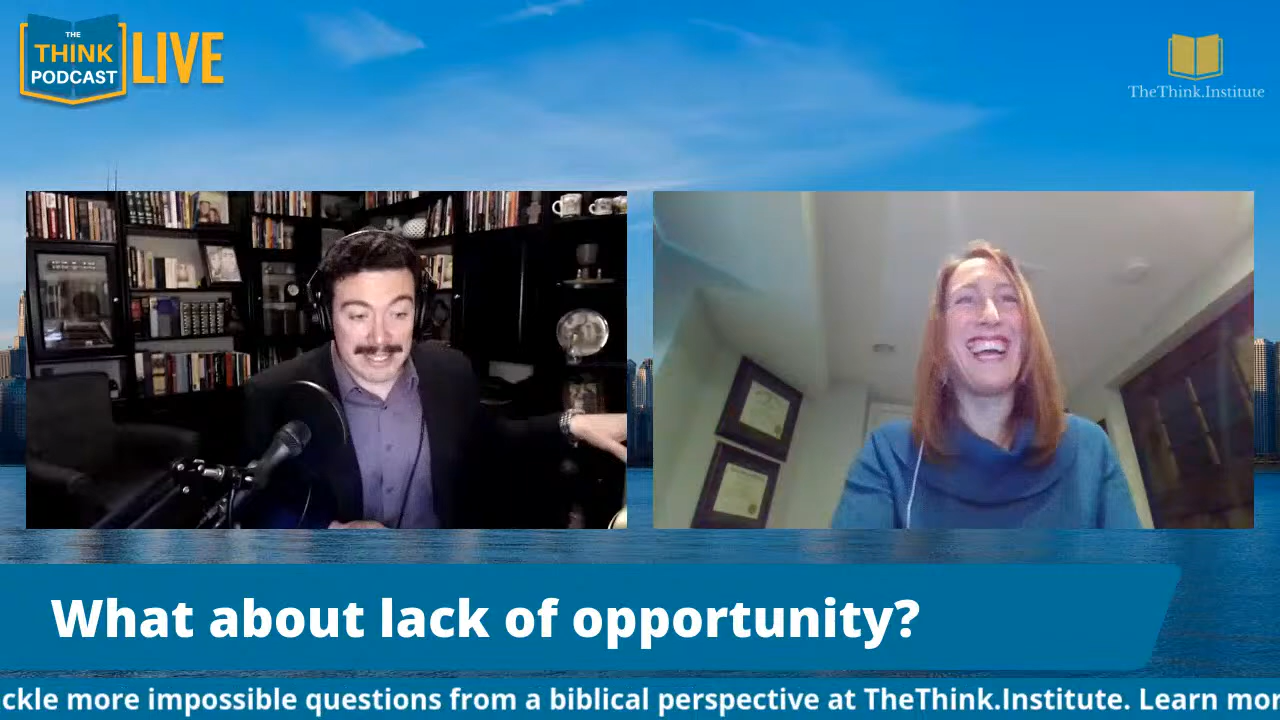 THE
THINK
PODCAST
LIVE
TheThink.Institute
What about lack of opportunity?
ckle more impossible questions from a biblical perspective at TheThink.Institute. Learn mor